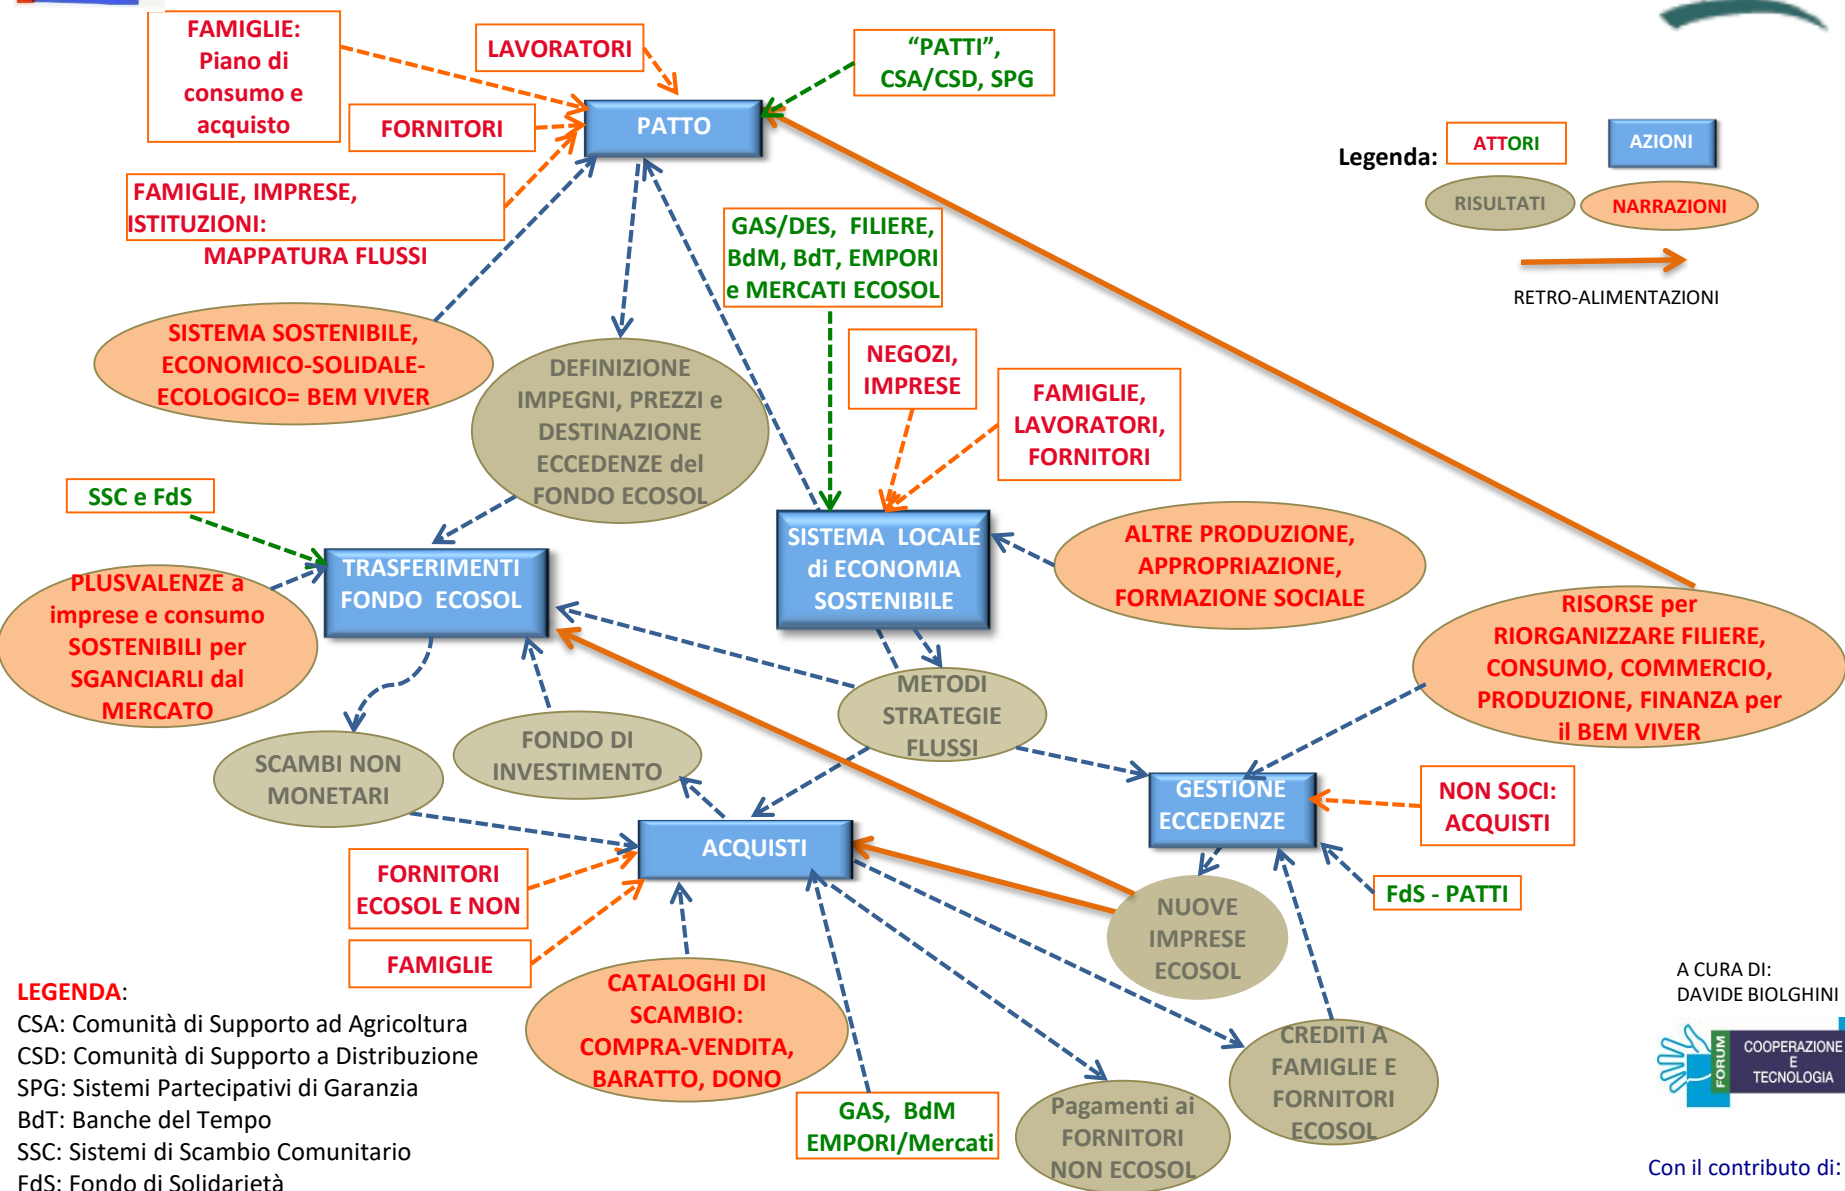 FAMIGLIE:
Piano di
consumo e
acquisto
LAVORATORI
“PATTI”,
CSA/CSD, SPG
FORNITORI
PATTO
Legenda:
ATTORI
AZIONI
RISULTATI
NARRAZIONI
RETRO-ALIMENTAZIONI
FAMIGLIE, IMPRESE,
ISTITUZIONI:
MAPPATURA FLUSSI
GAS/DES, FILIERE,
BdM, BdT, EMPORI
e MERCATI ECOSOL
SISTEMA SOSTENIBILE,
ECONOMICO-SOLIDALE-
ECOLOGICO= BEM VIVER
DEFINIZIONE
IMPEGNI, PREZZI e
DESTINAZIONE
ECCEDENZE del
FONDO ECOSOL
NEGOZI,
IMPRESE
FAMIGLIE,
LAVORATORI,
FORNITORI
SSC e FdS
TRASFERIMENTI
FONDO ECOSOL
SISTEMA LOCALE
di ECONOMIA
SOSTENIBILE
ALTRE PRODUZIONE,
APPROPRIAZIONE,
FORMAZIONE SOCIALE
PLUSVALENZE a
imprese e consumo
SOSTENIBILI per
SGANCIARLI dal
MERCATO
RISORSE per
RIORGANIZZARE FILIERE,
CONSUMO, COMMERCIO,
PRODUZIONE, FINANZA per
il BEM VIVER
METODI
STRATEGIE
FLUSSI
SCAMBI NON
MONETARI
FONDO DI
INVESTIMENTO
GESTIONE
ECCEDENZE
NON SOCI:
ACQUISTI
ACQUISTI
FORNITORI
ECOSOL E NON
FdS - PATTI
NUOVE
IMPRESE
ECOSOL
FAMIGLIE
CATALOGHI DI
SCAMBIO:
COMPRA-VENDITA,
BARATTO, DONO
GAS, BdM
EMPORI/Mercati
Pagamenti ai
FORNITORI
NON ECOSOL
CREDITI A
FAMIGLIE E
FORNITORI
ECOSOL
LEGENDA:
CSA: Comunità di Supporto ad Agricoltura
CSD: Comunità di Supporto a Distribuzione
SPG: Sistemi Partecipativi di Garanzia
BdT: Banche del Tempo
SSC: Sistemi di Scambio Comunitario
FdS: Fondo di Solidarietà
A CURA DI:
DAVIDE BIOLGHINI
FORUM
COOPERAZIONE
E
TECNOLOGIA
Con il contributo di: